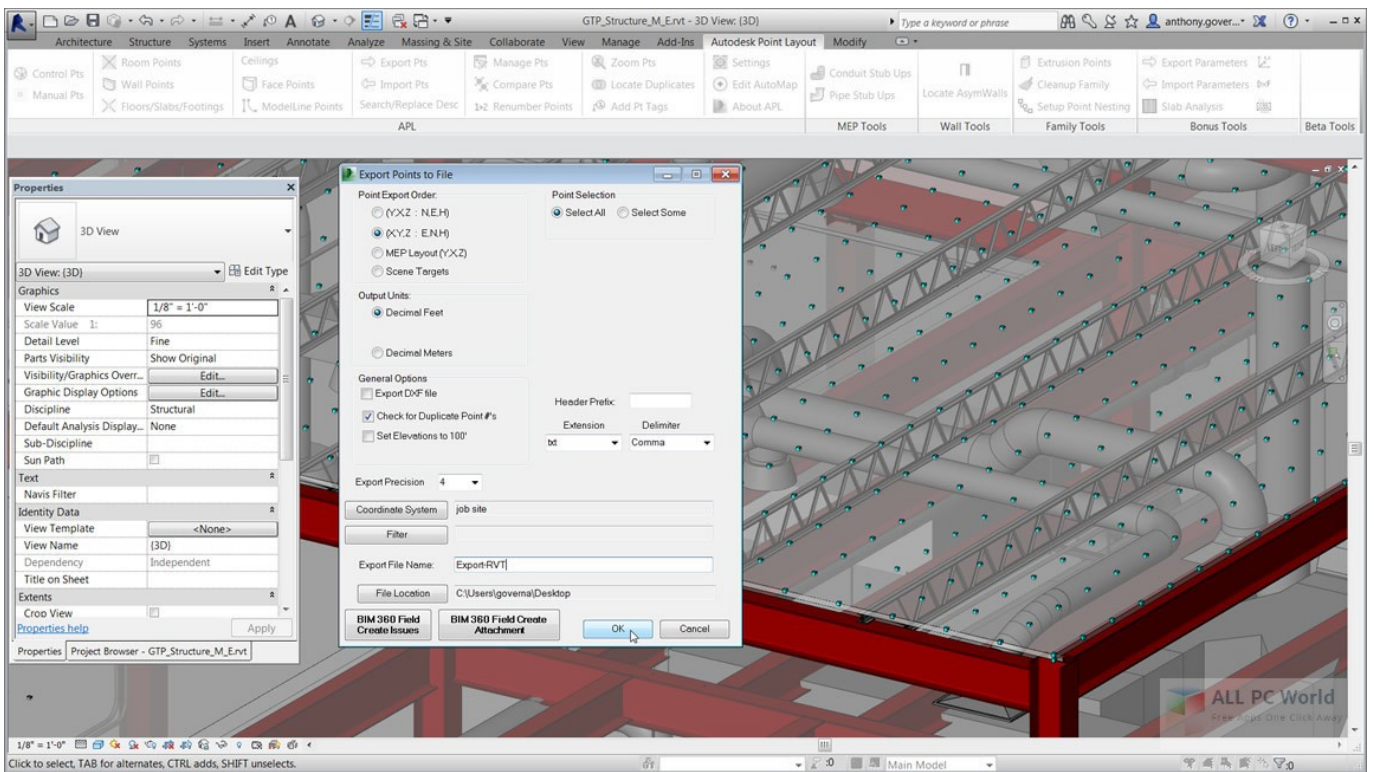 GTP_Structure_M_E.rvt - 3D View: {3D}
Type a keyword or phrase
anthony.gover...
Architecture Structure Systems Insert Annotate Analyze Massing & Site Collaborate View Manage Add-Ins Autodesk Point Layout Modify
Control Pts
Manual Pts
Room Points
Wall Points
Floors/Slabs/Footings
Ceilings
Face Points
ModelLine Points
Export Pts
Import Pts
Search/Replace Desc
Manage Pts
Compare Pts
1»2 Renumber Points
Zoom Pts
Locate Duplicates
Add Pt Tags
Settings
Edit AutoMap
About APL
Conduit Stub Ups
Pipe Stub Ups
Locate AsymWalls
Extrusion Points
Cleanup Family
Setup Point Nesting
Export Parameters
Import Parameters
Slab Analysis
APL MEP Tools Wall Tools Family Tools Bonus Tools Beta Tools
Properties
3D View
3D View: {3D}
Edit Type
Graphics
View Scale 1/8" = 1'-0"
Scale Value 1: 96
Detail Level Fine
Parts Visibility Show Original
Visibility/Graphics Overr... Edit...
Graphic Display Options Edit...
Discipline Structural
Default Analysis Display... None
Sub-Discipline
Sun Path
Text
Navis Filter
Identity Data
View Template <None>
View Name {3D}
Dependency Independent
Title on Sheet
Extents
Crop View
Properties help Apply
Properties Project Browser - GTP_Structure_M_E.rvt
Export Points to File
Point Export Order:
(Y,X,Z : N,E,H)
(X,Y,Z : E,N,H)
MEP Layout (Y,X,Z)
Scene Targets
Point Selection
Select All Select Some
Output Units:
Decimal Feet
Decimal Meters
General Options
Export DXF file
Check for Duplicate Point #'s
Set Elevations to 100'
Header Prefix:
Extension Delimiter
txt Comma
Export Precision 4
Coordinate System job site
Filter
Export File Name: Export-RVT
File Location C:\Users\governa\Desktop
BIM 360 Field Create Issues
BIM 360 Field Create Attachment
OK Cancel
ALL PC World
Free Apps One Click Away
1/8" = 1'-0"
Click to select, TAB for alternates, CTRL adds, SHIFT unselects.
:0
Main Model
:0